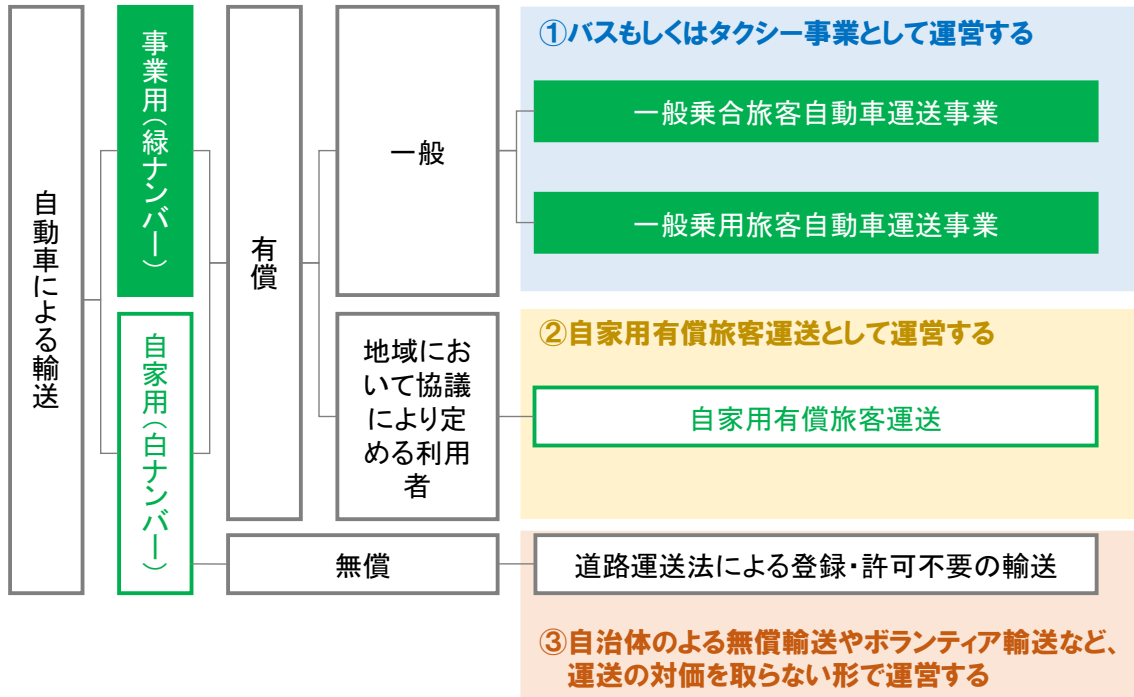 自動車による輸送
事業用（緑ナンバー）
自家用（白ナンバー）
有償
無償
一般
地域にお
いて協議
により定
める利用
者
①バスもしくはタクシー事業として運営する
一般乗合旅客自動車運送事業
一般乗用旅客自動車運送事業
②自家用有償旅客運送として運営する
自家用有償旅客運送
道路運送法による登録・許可不要の輸送
③自治体のよる無償輸送やボランティア輸送など、
運送の対価を取らない形で運営する